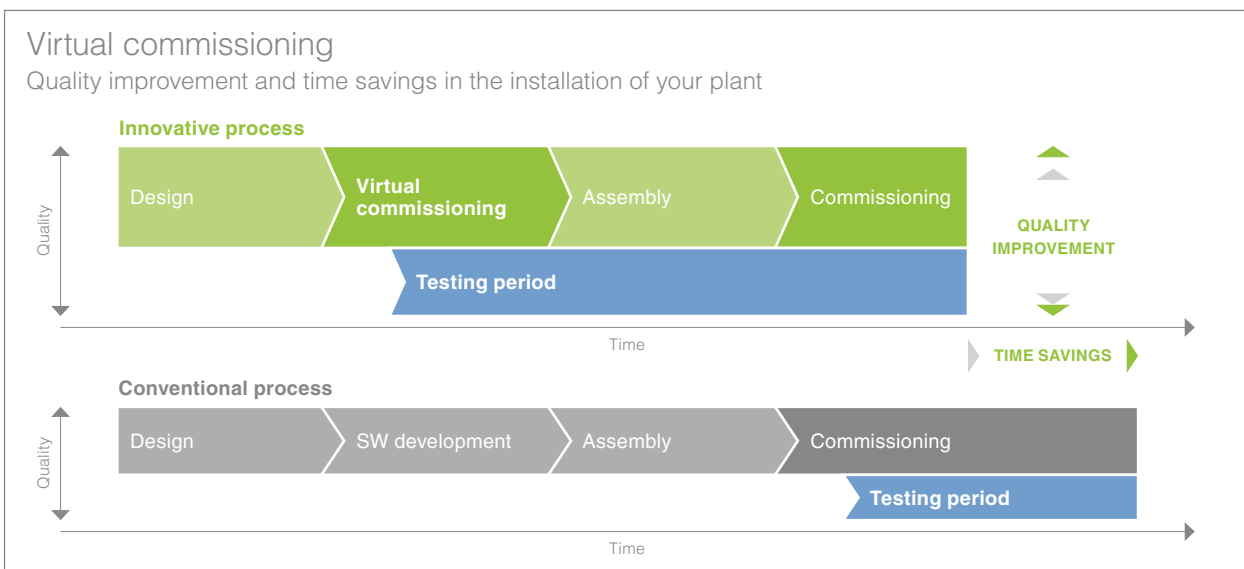 Virtual commissioning
Quality improvement and time savings in the installation of your plant
Innovative process
Quality
Design
Virtual
commissioning
Assembly
Commissioning
Testing period
QUALITY
IMPROVEMENT
Time
TIME SAVINGS
Conventional process
Quality
Design
SW development
Assembly
Commissioning
Testing period
Time